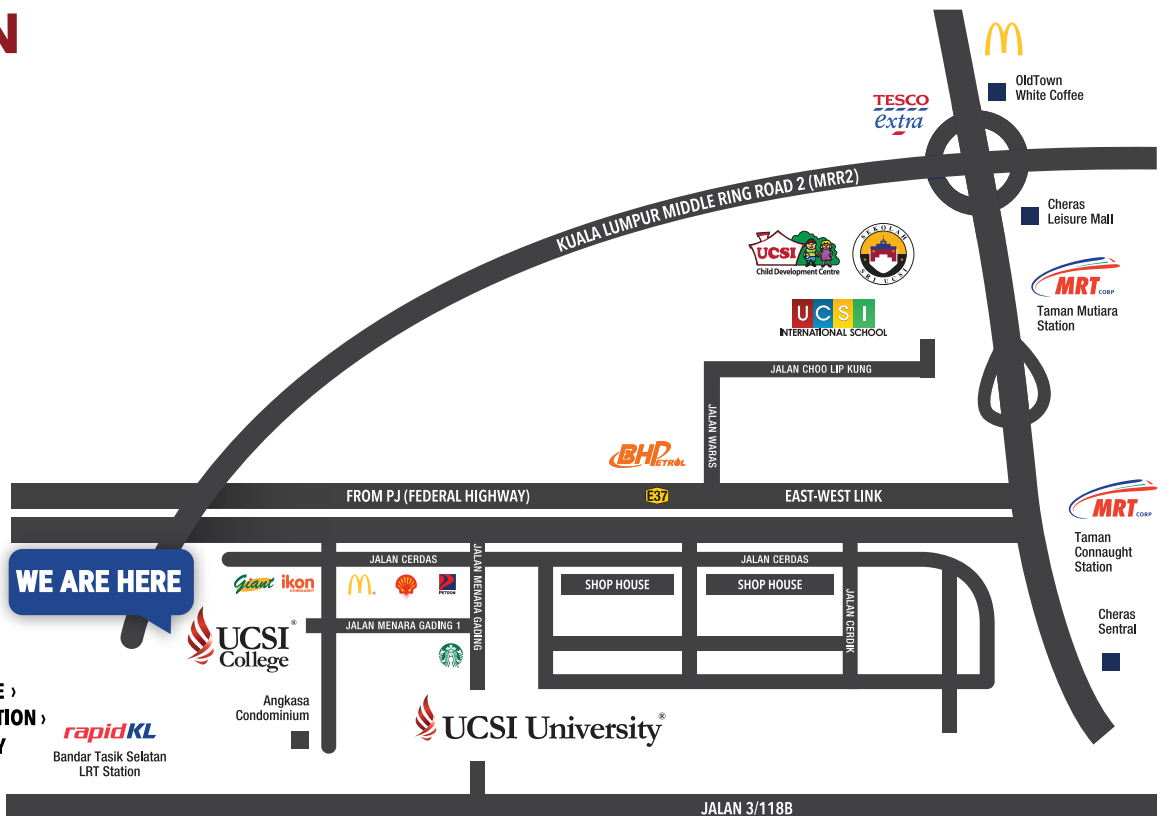 N
M
OldTown
White Coffee
TESCO
extra
KUALA LUMPUR MIDDLE RING ROAD 2 (MRR2)
Cheras
Leisure Mall
UCSI
Child Development Centre
SEKOLAH
SRI UCSI
MRT CORP
Taman Mutiara
Station
UCSI
INTERNATIONAL SCHOOL
JALAN CHOO LIP KUNG
JALAN WARAS
BHPETROL
FROM PJ (FEDERAL HIGHWAY)
E37
EAST-WEST LINK
MRT CORP
Taman
Connaught
Station
WE ARE HERE
JALAN CERDAS
JALAN MENARA GADING
JALAN CERDAS
Giant
ikon
M
PETRON
SHOP HOUSE
SHOP HOUSE
JALAN CERDIK
UCSI®
College
JALAN MENARA GADING 1
Cheras
Sentral
Angkasa
Condominium
UCSI University®
E ›
TION ›
Y
rapidKL
Bandar Tasik Selatan
LRT Station
JALAN 3/118B